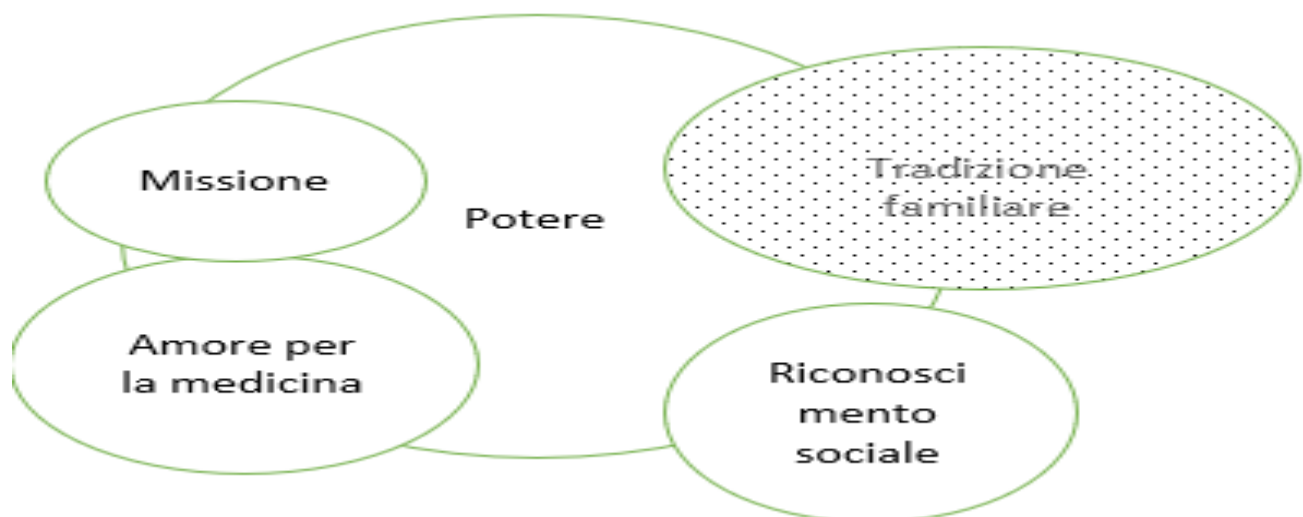 Missione
Potere
Tradizione
familiare
Amore per
la medicina
Riconosci
mento
sociale